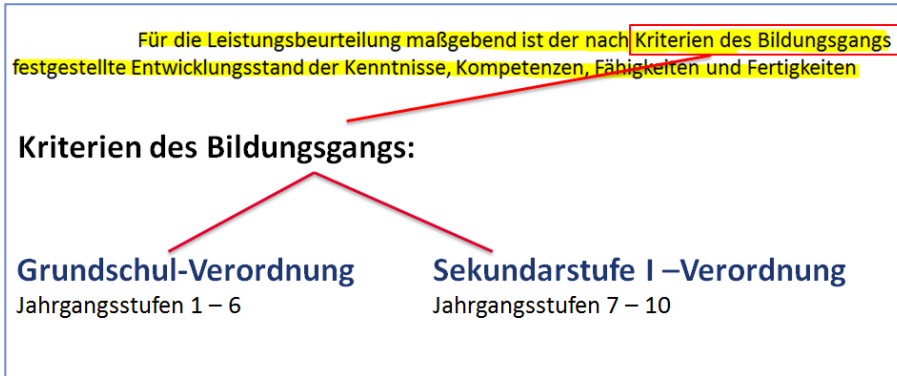 Für die Leistungsbeurteilung maßgebend ist der nach Kriterien des Bildungsgangs
festgestellte Entwicklungsstand der Kenntnisse, Kompetenzen, Fähigkeiten und Fertigkeiten
Kriterien des Bildungsgangs:
Grundschul-Verordnung
Jahrgangsstufen 1 – 6
Sekundarstufe I –Verordnung
Jahrgangsstufen 7 – 10